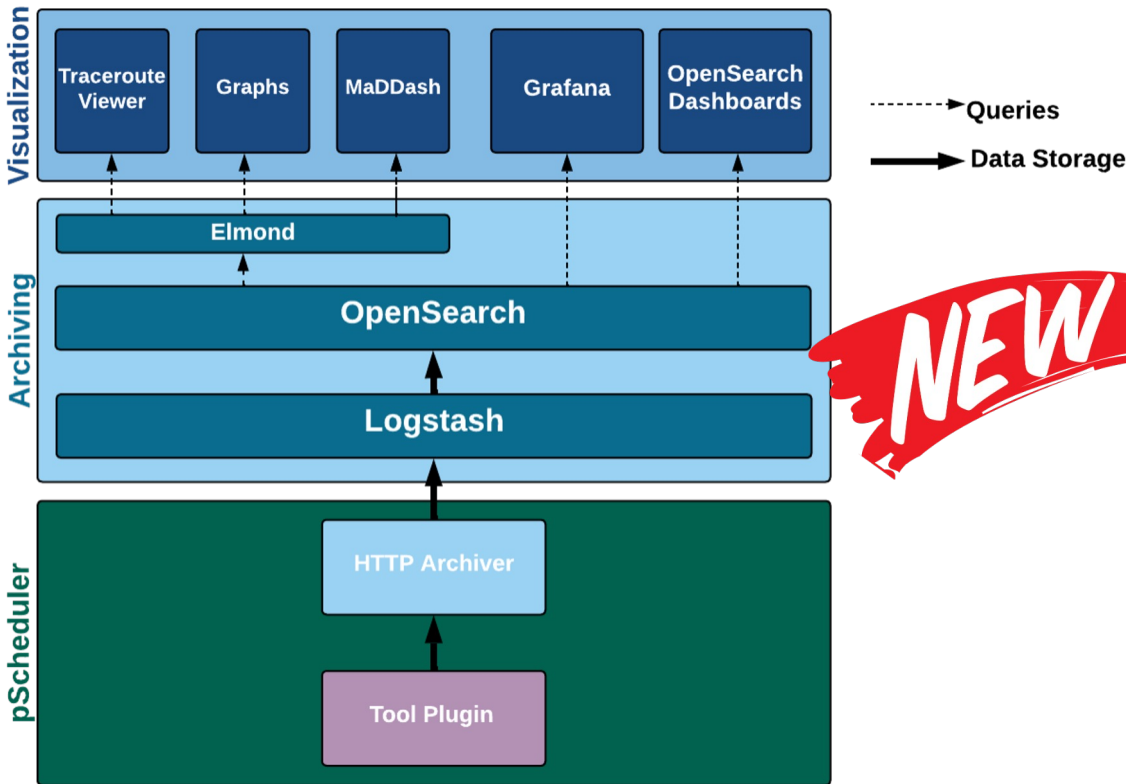 Visualization
Traceroute
Viewer
Graphs
MaDDash
Grafana
OpenSearch
Dashboards
Queries
Data Storage
Archiving
Elmond
OpenSearch
Logstash
NEW
pScheduler
HTTP Archiver
Tool Plugin